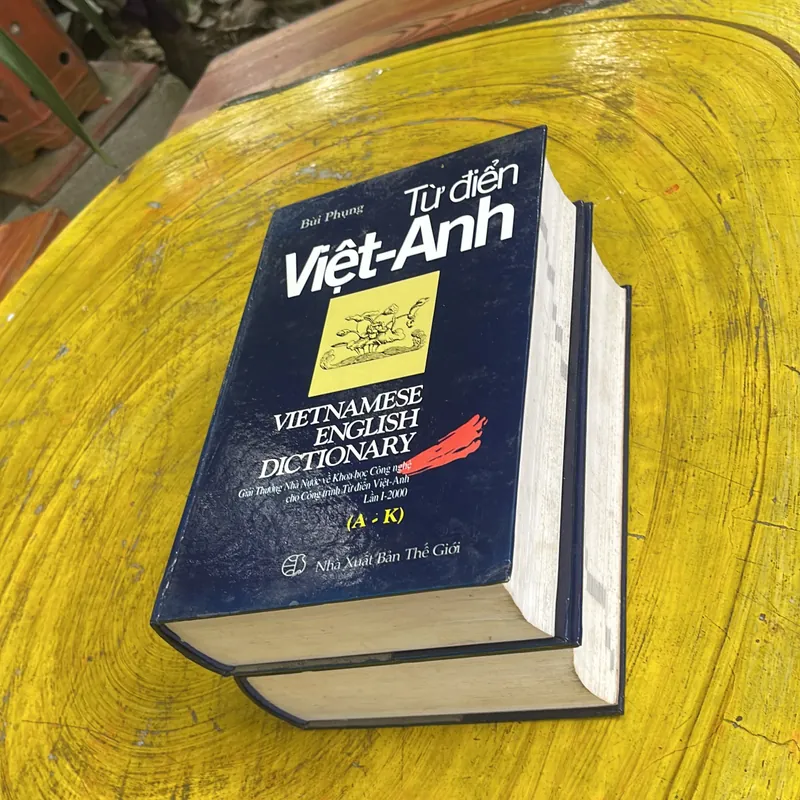 Bùi Phụng
Từ điển
Việt-Anh
VIETNAMESE
ENGLISH
DICTIONARY
Giải Thưởng Nhà Nước về Khoa học Công nghệ
cho Công trình Từ điển Việt-Anh
Lần I-2000
(A - K)
Nhà Xuất Bản Thế Giới